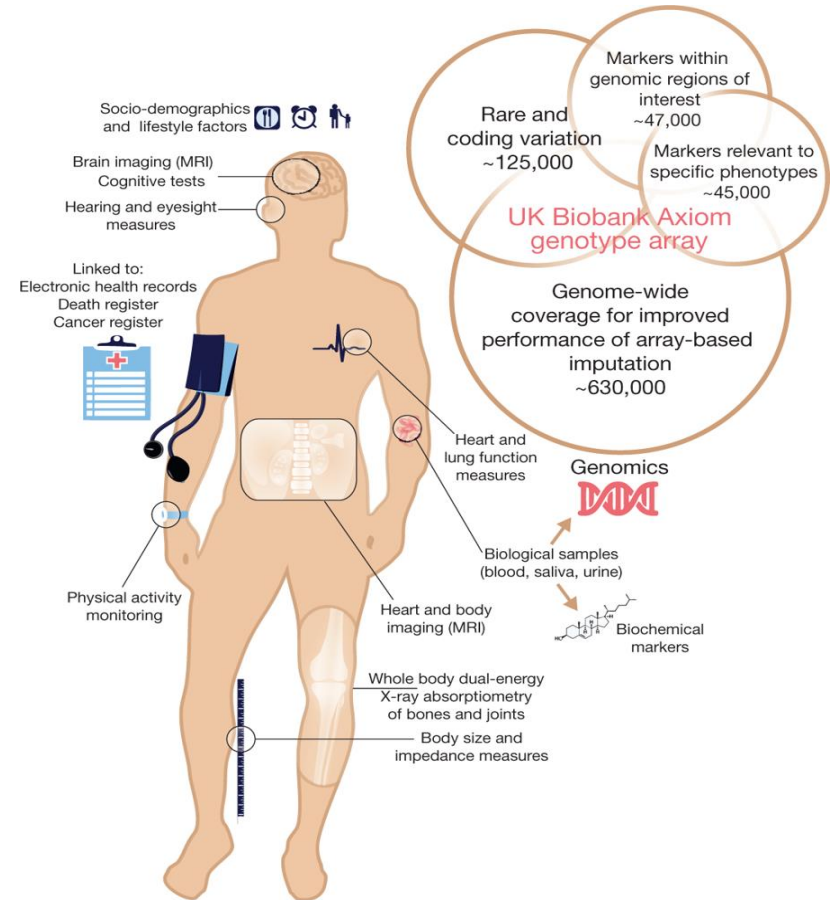 Socio-demographics
and lifestyle factors
Brain imaging (MRI)
Cognitive tests
Hearing and eyesight
measures
Linked to:
Electronic health records
Death register
Cancer register
Physical activity
monitoring
Markers within
genomic regions of
interest
~47,000
Rare and
coding variation
~125,000
Markers relevant to
specific phenotypes
~45,000
UK Biobank Axiom
genotype array
Genome-wide
coverage for improved
performance of array-based
imputation
~630,000
Heart and
lung function
measures
Genomics
Biological samples
(blood, saliva, urine)
Heart and body
imaging (MRI)
Biochemical
markers
Whole body dual-energy
X-ray absorptiometry
of bones and joints
Body size and
impedance measures